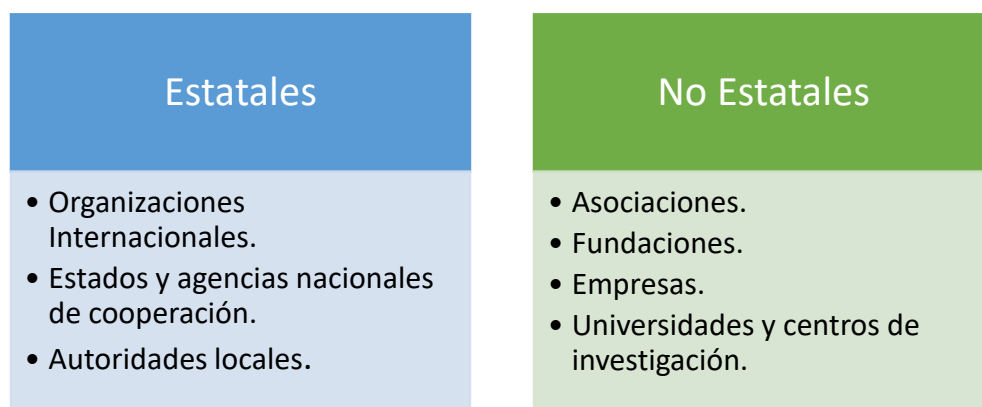 Estatales
• Organizaciones
Internacionales.
• Estados y agencias nacionales
de cooperación.
• Autoridades locales.
No Estatales
• Asociaciones.
• Fundaciones.
• Empresas.
• Universidades y centros de
investigación.